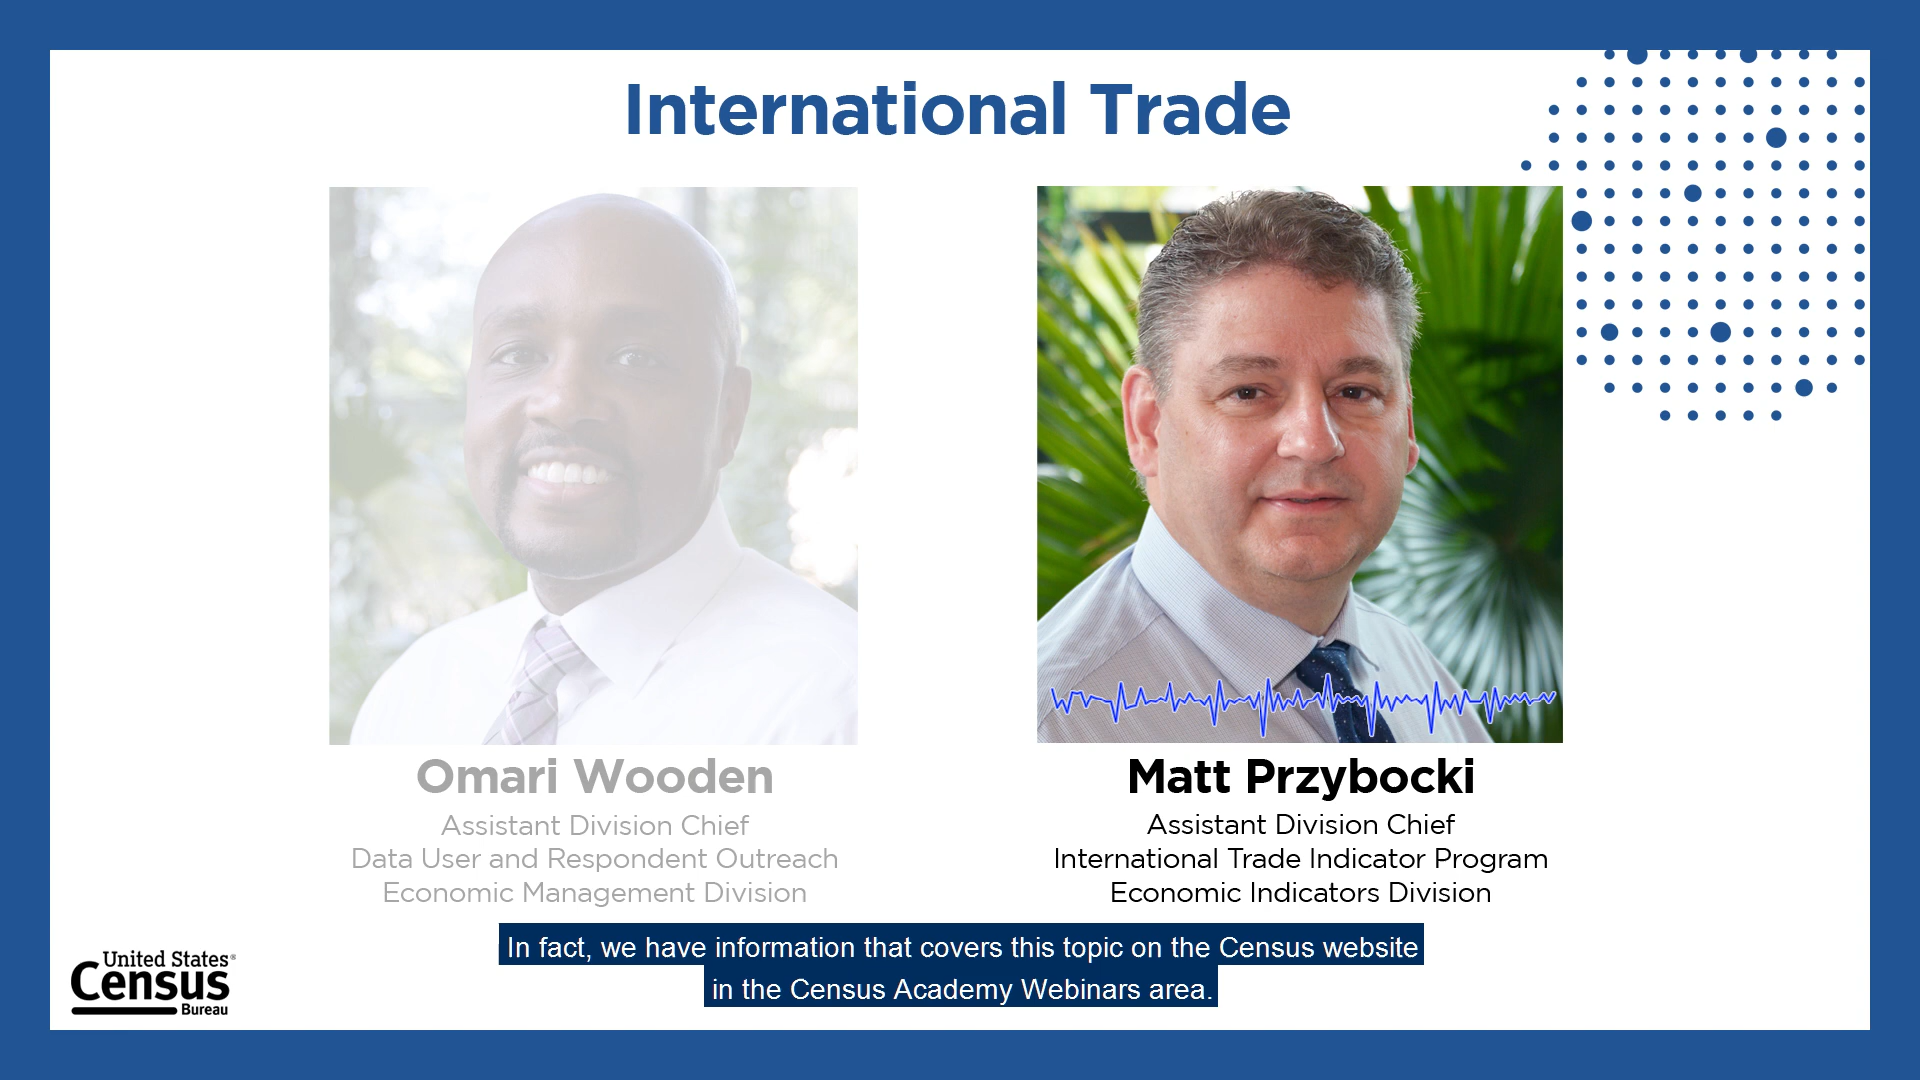 International Trade
Omari Wooden
Assistant Division Chief
Data User and Respondent Outreach
Economic Management Division
Matt Przybocki
Assistant Division Chief
International Trade Indicator Program
Economic Indicators Division
In fact, we have information that covers this topic on the Census website
in the Census Academy Webinars area.
United States®
Census
Bureau